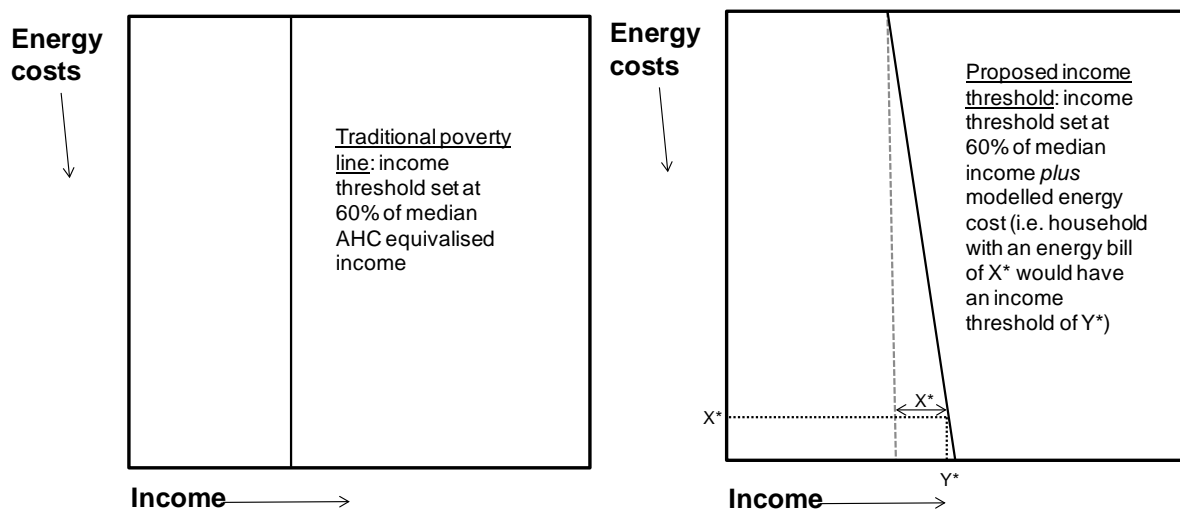 Energy
costs
Traditional poverty
line: income
threshold set at
60% of median
AHC equivalised
income
Income
Energy
costs
Proposed income
threshold: income
threshold set at
60% of median
income plus
modelled energy
cost (i.e. household
with an energy bill
of X* would have
an income
threshold of Y*)
X*
X*
Y*
Income